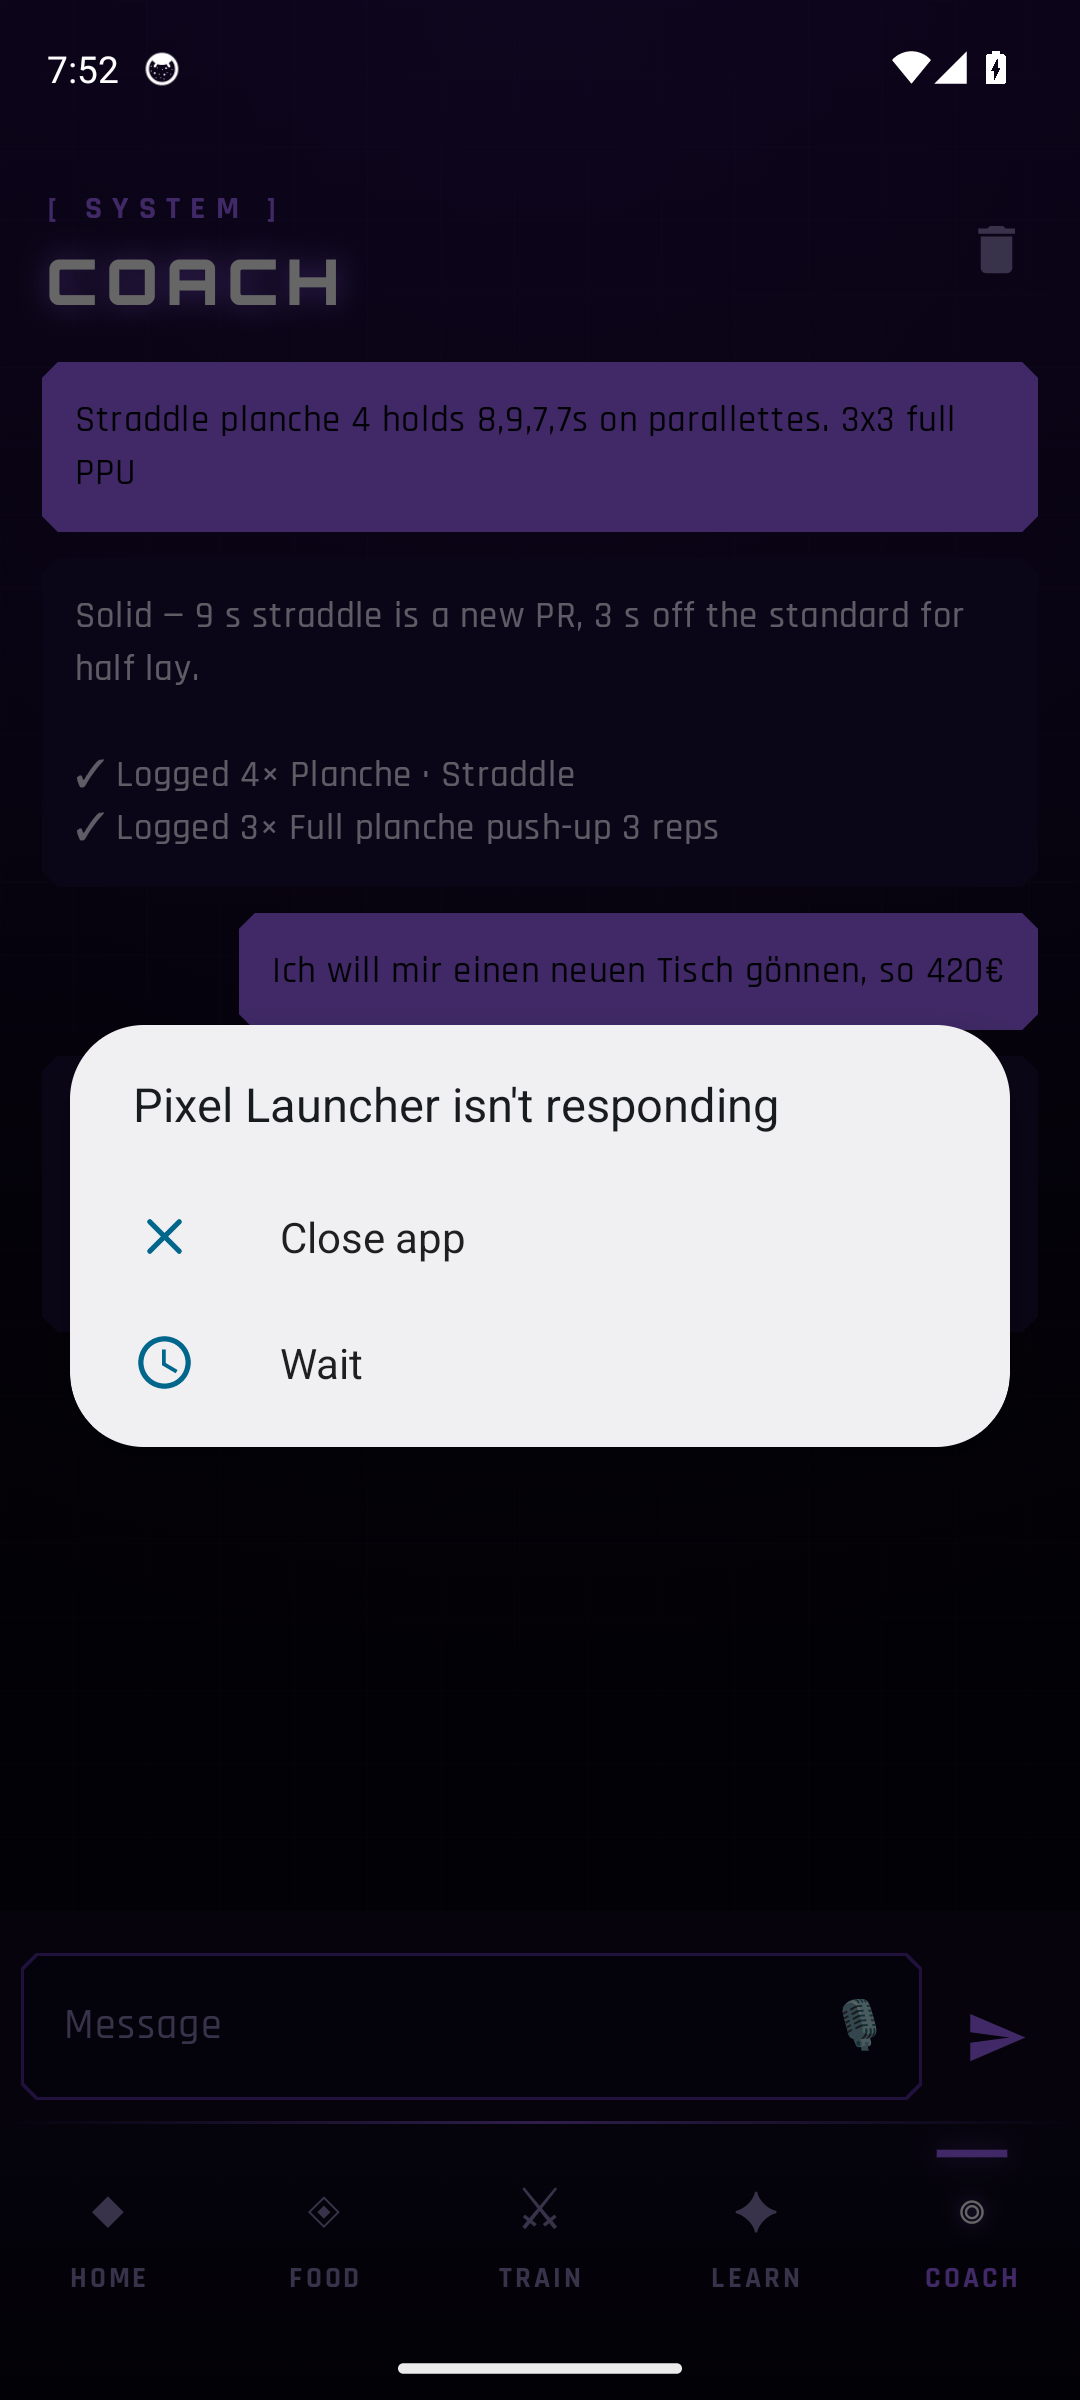 7:52
[ SYSTEM ]
COACH
Straddle planche 4 holds 8,9,7,7s on parallettes. 3x3 full
PPU
Solid – 9 s straddle is a new PR, 3 s off the standard for
half lay.
✓ Logged 4× Planche · Straddle
✓ Logged 3× Full planche push-up 3 reps
Ich will mir einen neuen Tisch gönnen, so 420€
Pixel Launcher isn't responding
Close app
Wait
Message
HOME
FOOD
TRAIN
LEARN
COACH